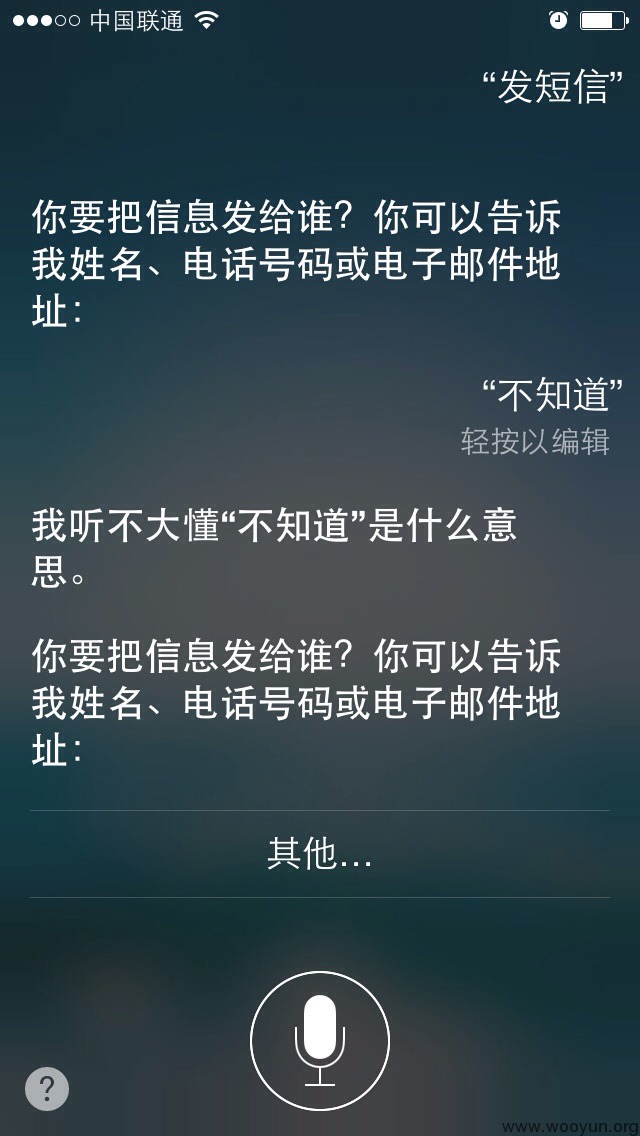 中国联通
“发短信”
你要把信息发给谁？你可以告诉
我姓名、电话号码或电子邮件地
址：
“不知道”
轻按以编辑
我听不大懂“不知道”是什么意
思。
你要把信息发给谁？你可以告诉
我姓名、电话号码或电子邮件地
址：
其他...
?
www.wooyun.org